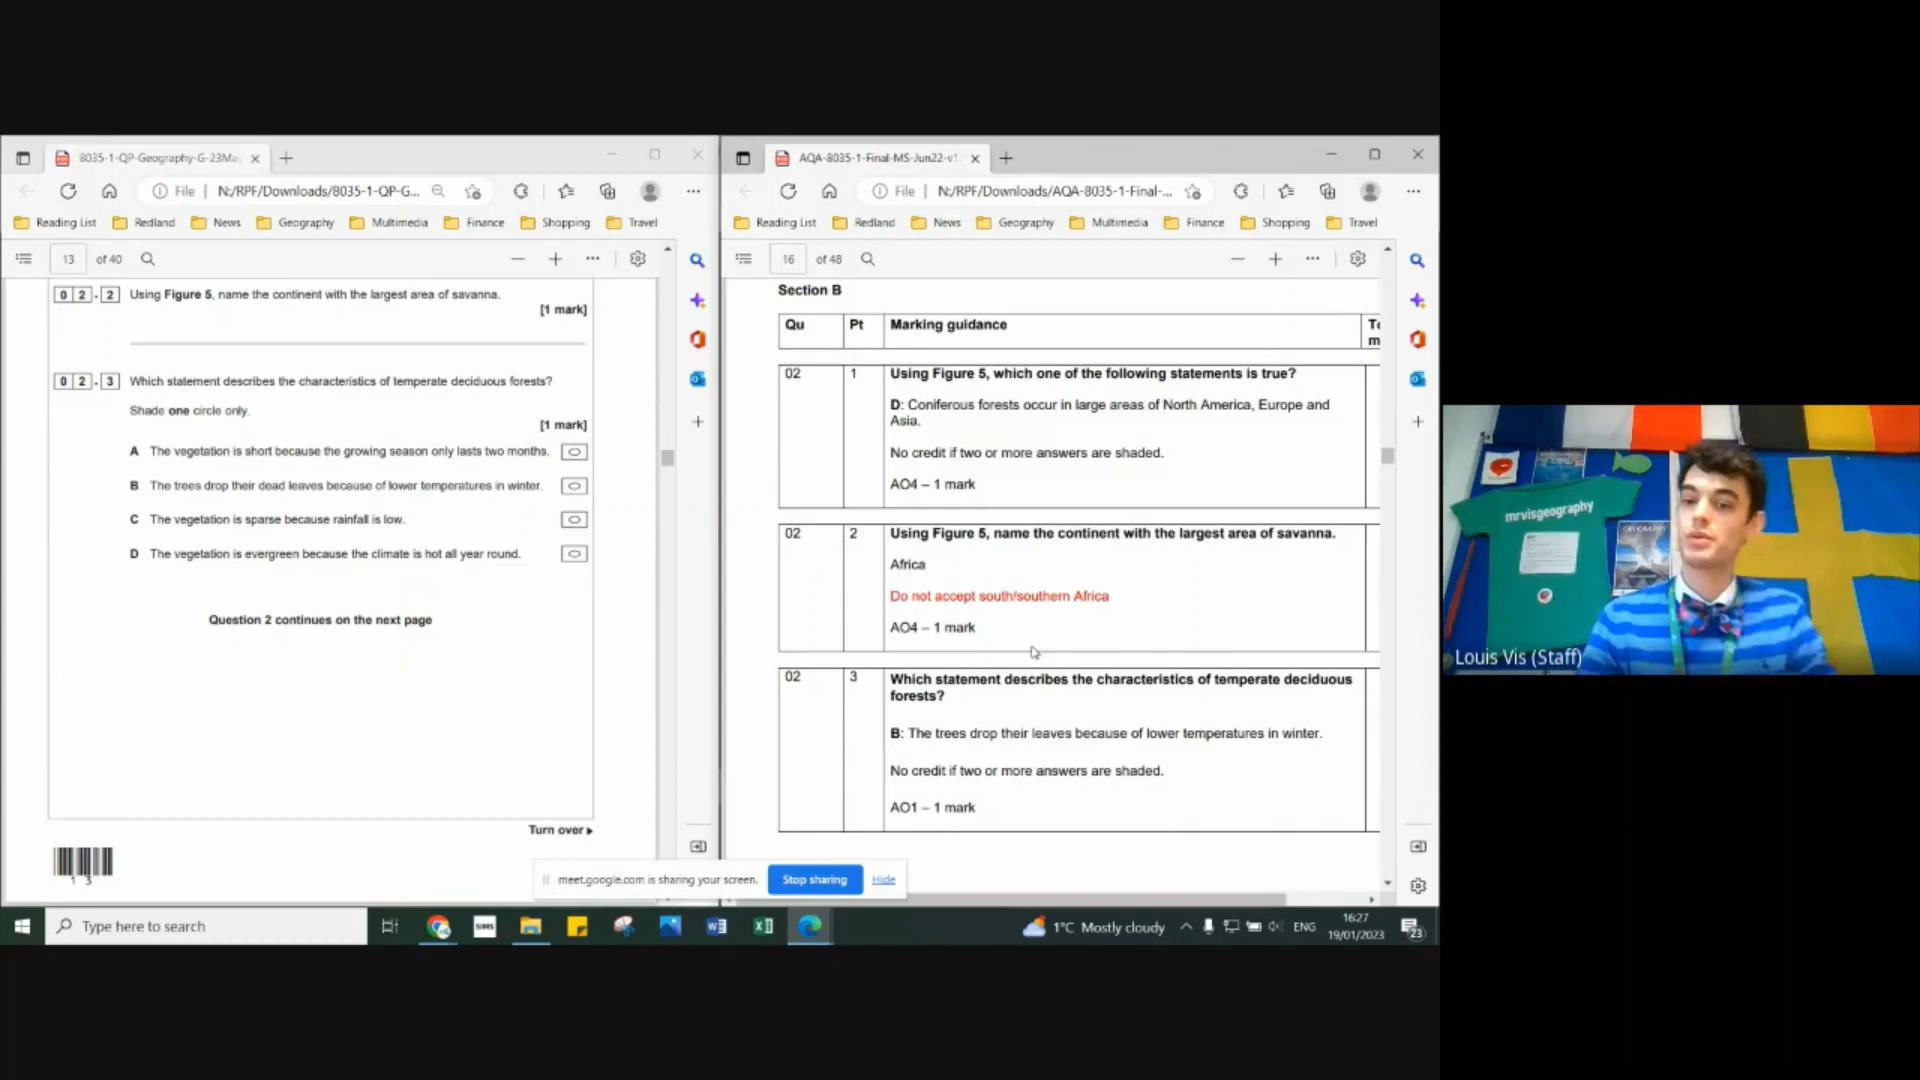 8035-1-QP-Geography-G-23Ma
File
N:/RPF/Downloads/8035-1-QP-G...
Reading List
Redland
News
Geography
Multimedia
Finance
Shopping
Travel
13 of 40
0 2 . 2 Using Figure 5, name the continent with the largest area of savanna.
[1 mark]
0 2 . 3 Which statement describes the characteristics of temperate deciduous forests?
Shade one circle only.
[1 mark]
A The vegetation is short because the growing season only lasts two months.
B The trees drop their dead leaves because of lower temperatures in winter.
C The vegetation is sparse because rainfall is low.
D The vegetation is evergreen because the climate is hot all year round.
Question 2 continues on the next page
Turn over
1 3
AQA-8035-1-Final-MS-Jun22-v1
File
N:/RPF/Downloads/AQA-8035-1-Final-...
Reading List
Redland
News
Geography
Multimedia
Finance
Shopping
Travel
16 of 48
Section B
Qu Pt Marking guidance
02 1 Using Figure 5, which one of the following statements is true?
D: Coniferous forests occur in large areas of North America, Europe and
Asia.
No credit if two or more answers are shaded.
AO4 – 1 mark
02 2 Using Figure 5, name the continent with the largest area of savanna.
Africa
Do not accept south/southern Africa
AO4 – 1 mark
02 3 Which statement describes the characteristics of temperate deciduous
forests?
B: The trees drop their leaves because of lower temperatures in winter.
No credit if two or more answers are shaded.
AO1 – 1 mark
meet.google.com is sharing your screen.
Stop sharing
Hide
Type here to search
SIMS
1°C Mostly cloudy
ENG
16:27
19/01/2023
23
mrvisgeography
Louis Vis (Staff)